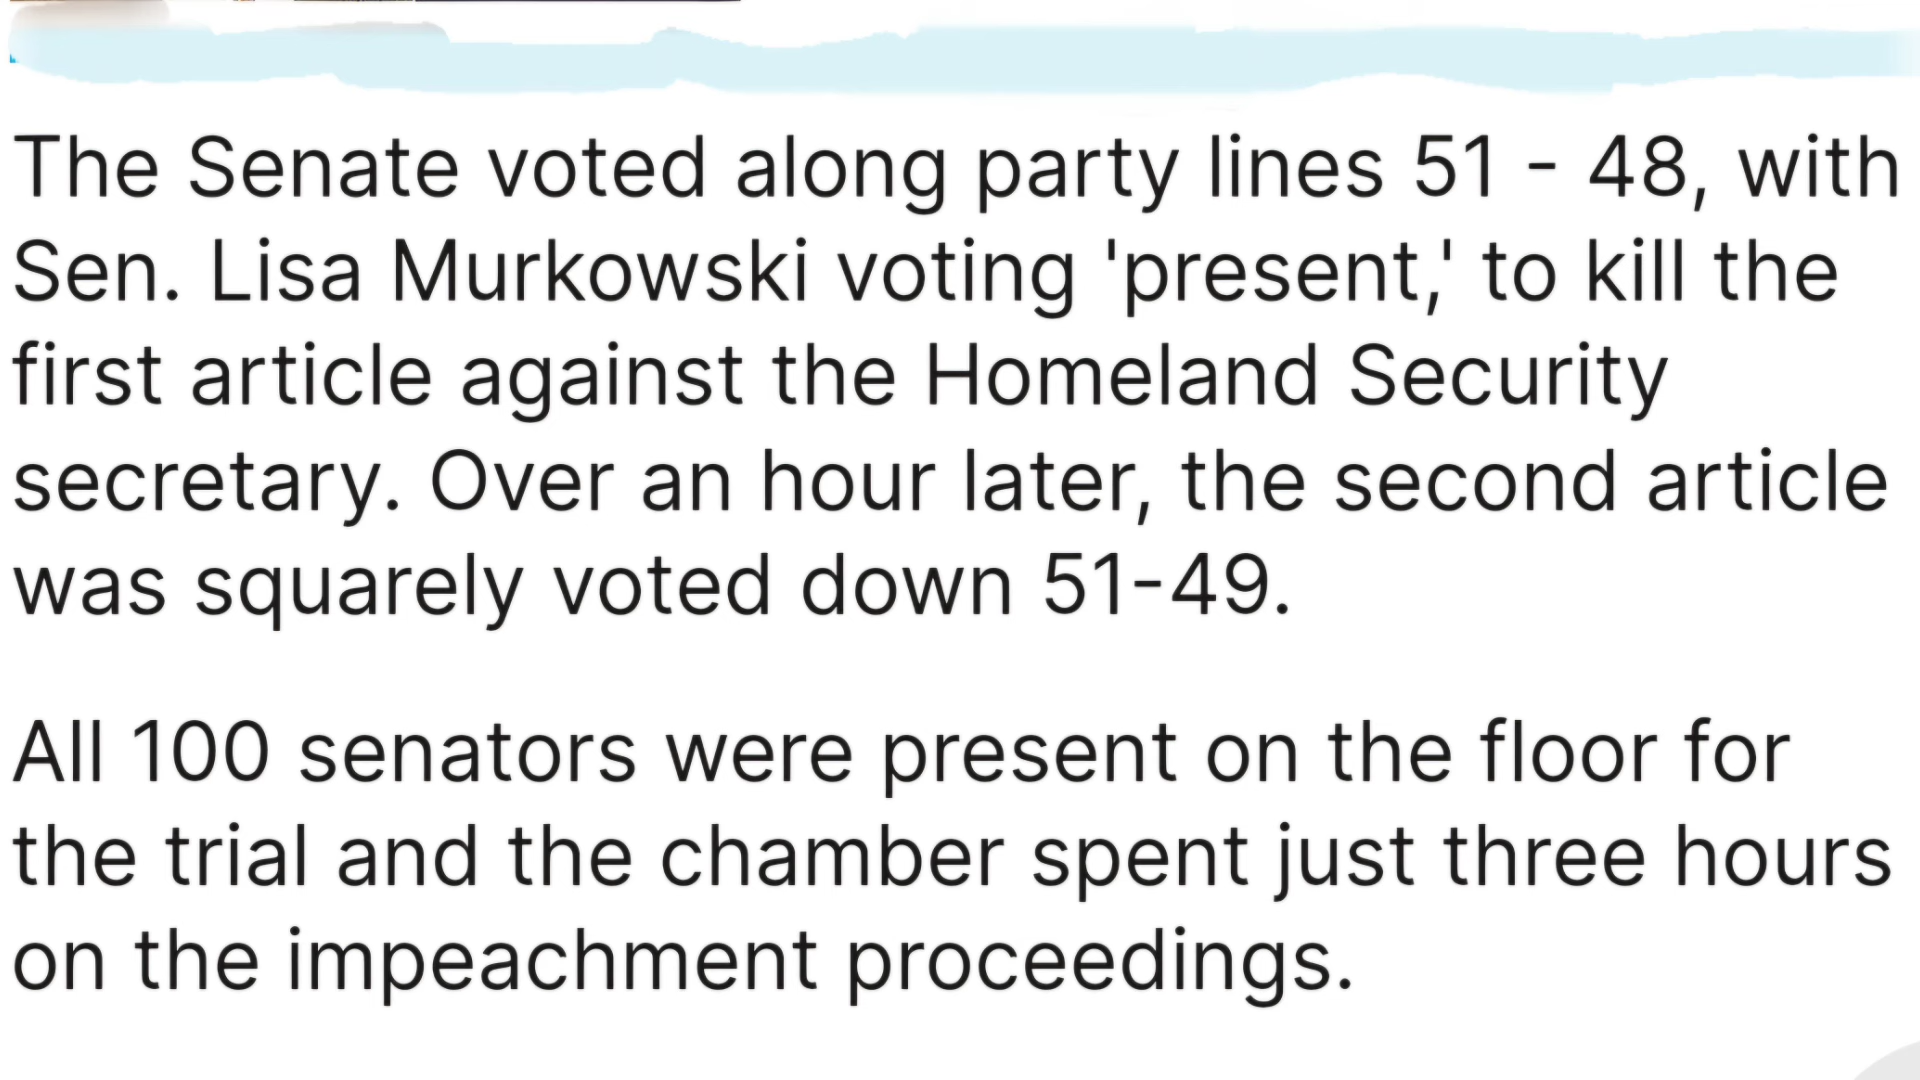 The Senate voted along party lines 51 - 48, with
Sen. Lisa Murkowski voting 'present,' to kill the
first article against the Homeland Security
secretary. Over an hour later, the second article
was squarely voted down 51-49.
All 100 senators were present on the floor for
the trial and the chamber spent just three hours
on the impeachment proceedings.